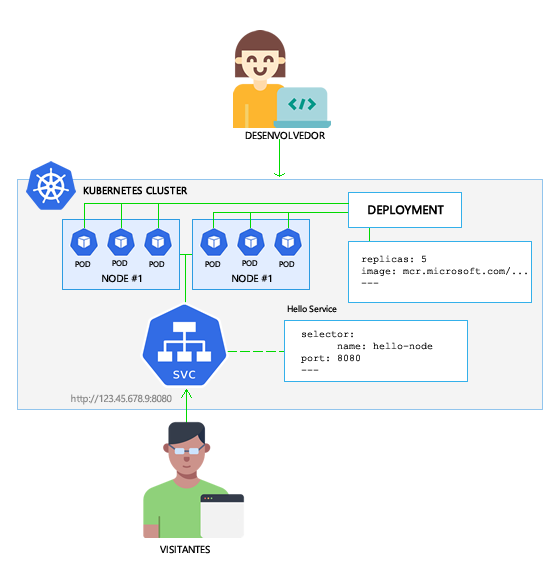 DESENVOLVEDOR
KUBERNETES CLUSTER
DEPLOYMENT
POD POD POD
NODE #1
POD POD POD
NODE #1
replicas: 5
image: mcr.microsoft.com/...
---
Hello Service
selector:
name: hello-node
port: 8080
---
SVC
http://123.45.678.9:8080
VISITANTES